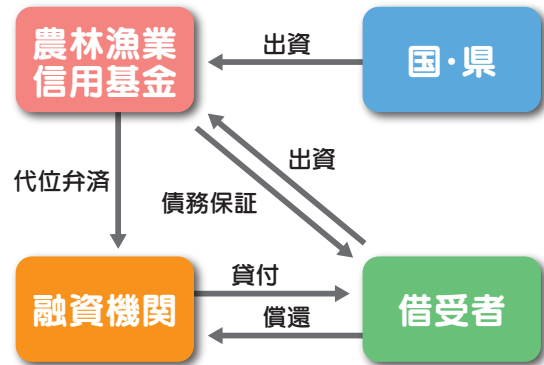 農林漁業
信用基金
出資
国・県
代位弁済
出資
債務保証
融資機関
貸付
償還
借受者